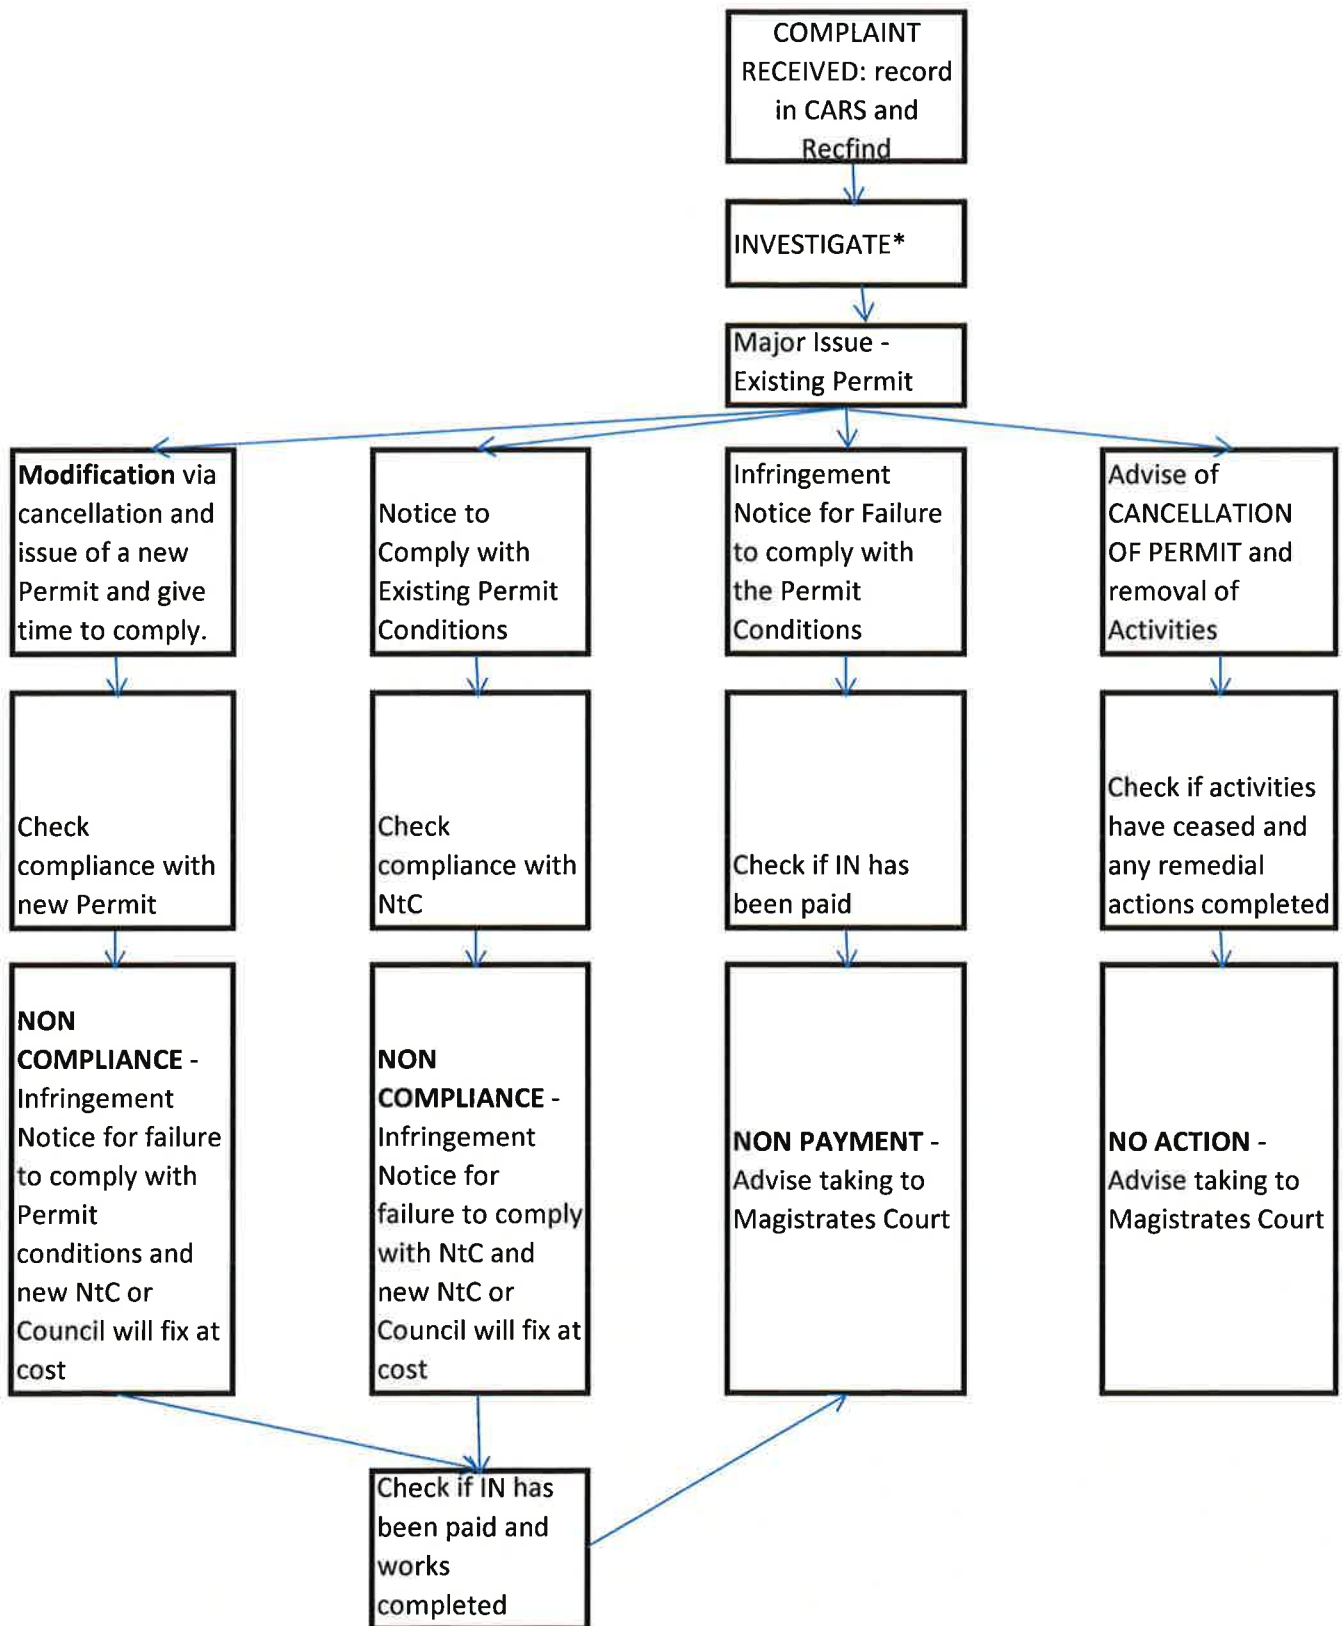 COMPLAINT
RECEIVED: record
in CARS and
Recfind
INVESTIGATE*
Major Issue -
Existing Permit
Modification via
cancellation and
issue of a new
Permit and give
time to comply.
Notice to
Comply with
Existing Permit
Conditions
Infringement
Notice for Failure
to comply with
the Permit
Conditions
Advise of
CANCELLATION
OF PERMIT and
removal of
Activities
Check
compliance with
new Permit
Check
compliance with
NtC
Check if IN has
been paid
Check if activities
have ceased and
any remedial
actions completed
NON
COMPLIANCE -
Infringement
Notice for failure
to comply with
Permit
conditions and
new NtC or
Council will fix at
cost
NON
COMPLIANCE -
Infringement
Notice for
failure to comply
with NtC and
new NtC or
Council will fix at
cost
NON PAYMENT -
Advise taking to
Magistrates Court
NO ACTION -
Advise taking to
Magistrates Court
Check if IN has
been paid and
works
completed